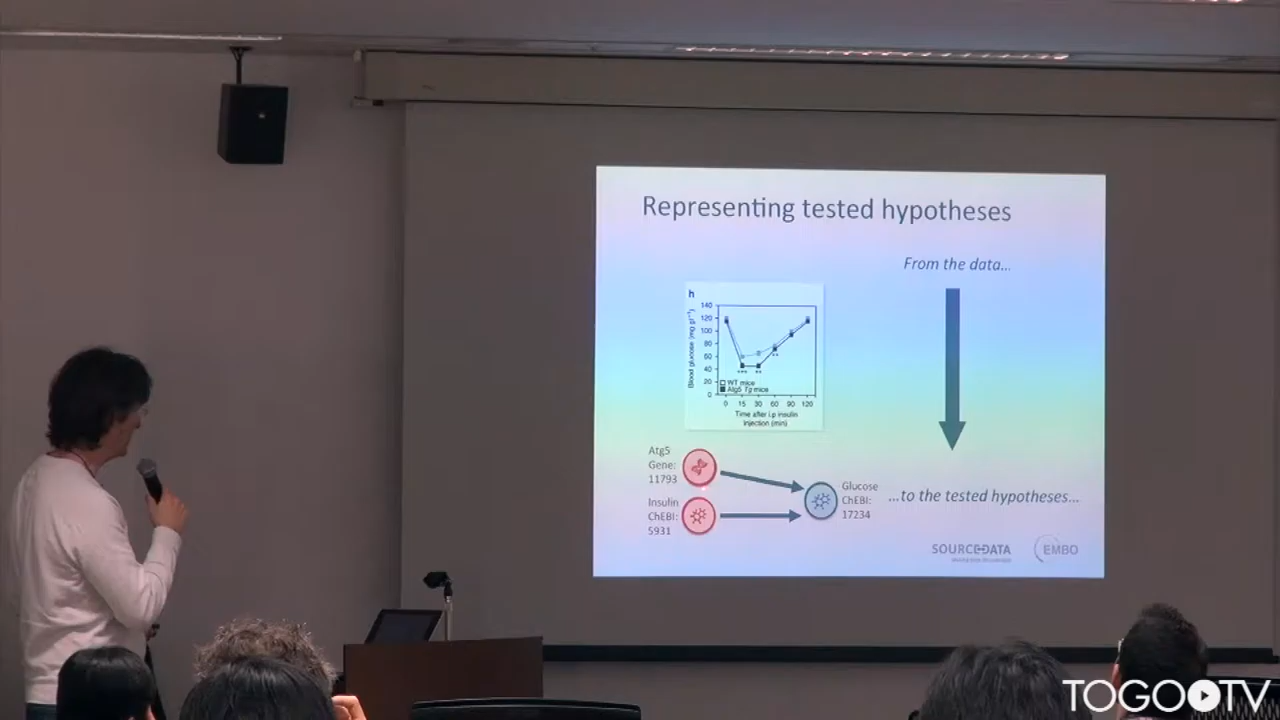 Representing tested hypotheses
From the data...
h
140
120
100
80
60
40
20
0
Blood glucose (mg
WT mice
Atg5 Tg mice
0 15 30 60 90 120
Time after i.p insulin
injection (min)
Atg5
Gene:
11793
Insulin
ChEBI:
5931
Glucose
ChEBI:
17234
...to the tested hypotheses...
SOURCEDATA
EMBO
TOGOTV